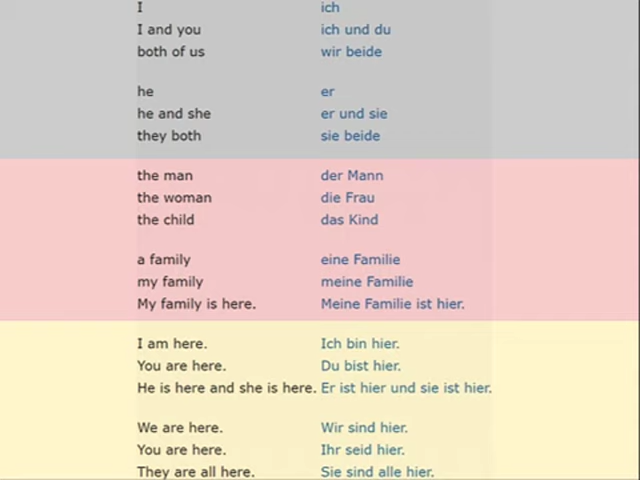 I ich
I and you ich und du
both of us wir beide
he er
he and she er und sie
they both sie beide
the man der Mann
the woman die Frau
the child das Kind
a family eine Familie
my family meine Familie
My family is here. Meine Familie ist hier.
I am here. Ich bin hier.
You are here. Du bist hier.
He is here and she is here. Er ist hier und sie ist hier.
We are here. Wir sind hier.
You are here. Ihr seid hier.
They are all here. Sie sind alle hier.